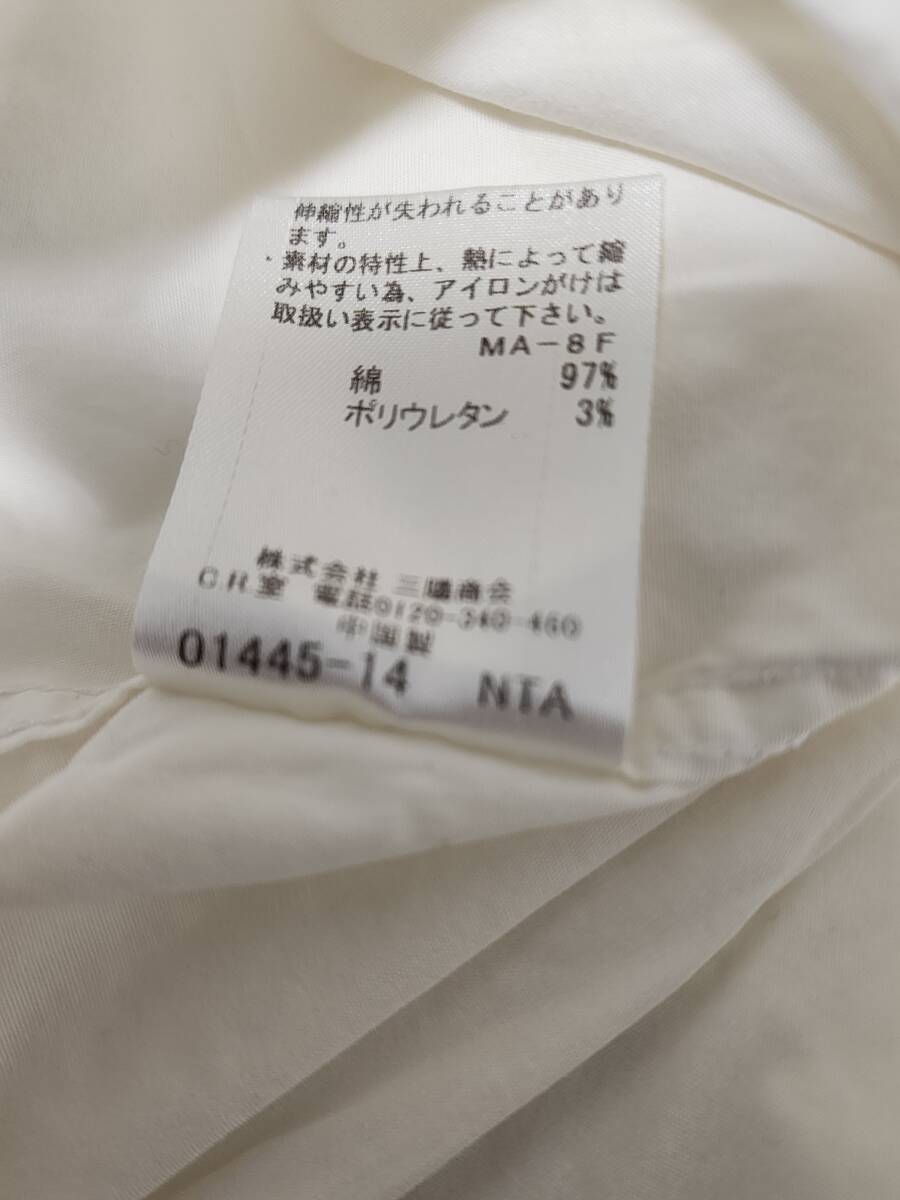 伸縮性が失われることがあり
ます。
・素材の特性上、熱によって縮
みやすい為、アイロンがけは
取扱い表示に従って下さい。
MA-8F
綿 97%
ポリウレタン 3%
株式会社 三陽商会
CR室 電話0120-340-460
中国製
01445-14 NTA